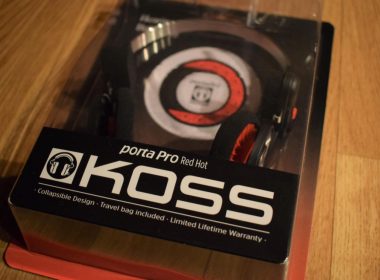 porta Pro Red Hot
KOSS
· Collapsible Design · Travel bag included · Limited Lifetime Warranty ·